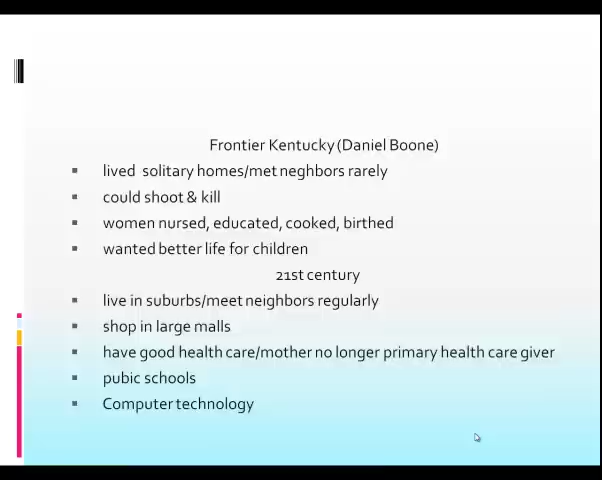 Frontier Kentucky (Daniel Boone)
▪ lived solitary homes/met neghbors rarely
▪ could shoot & kill
▪ women nursed, educated, cooked, birthed
▪ wanted better life for children
21st century
▪ live in suburbs/meet neighbors regularly
▪ shop in large malls
▪ have good health care/mother no longer primary health care giver
▪ pubic schools
▪ Computer technology